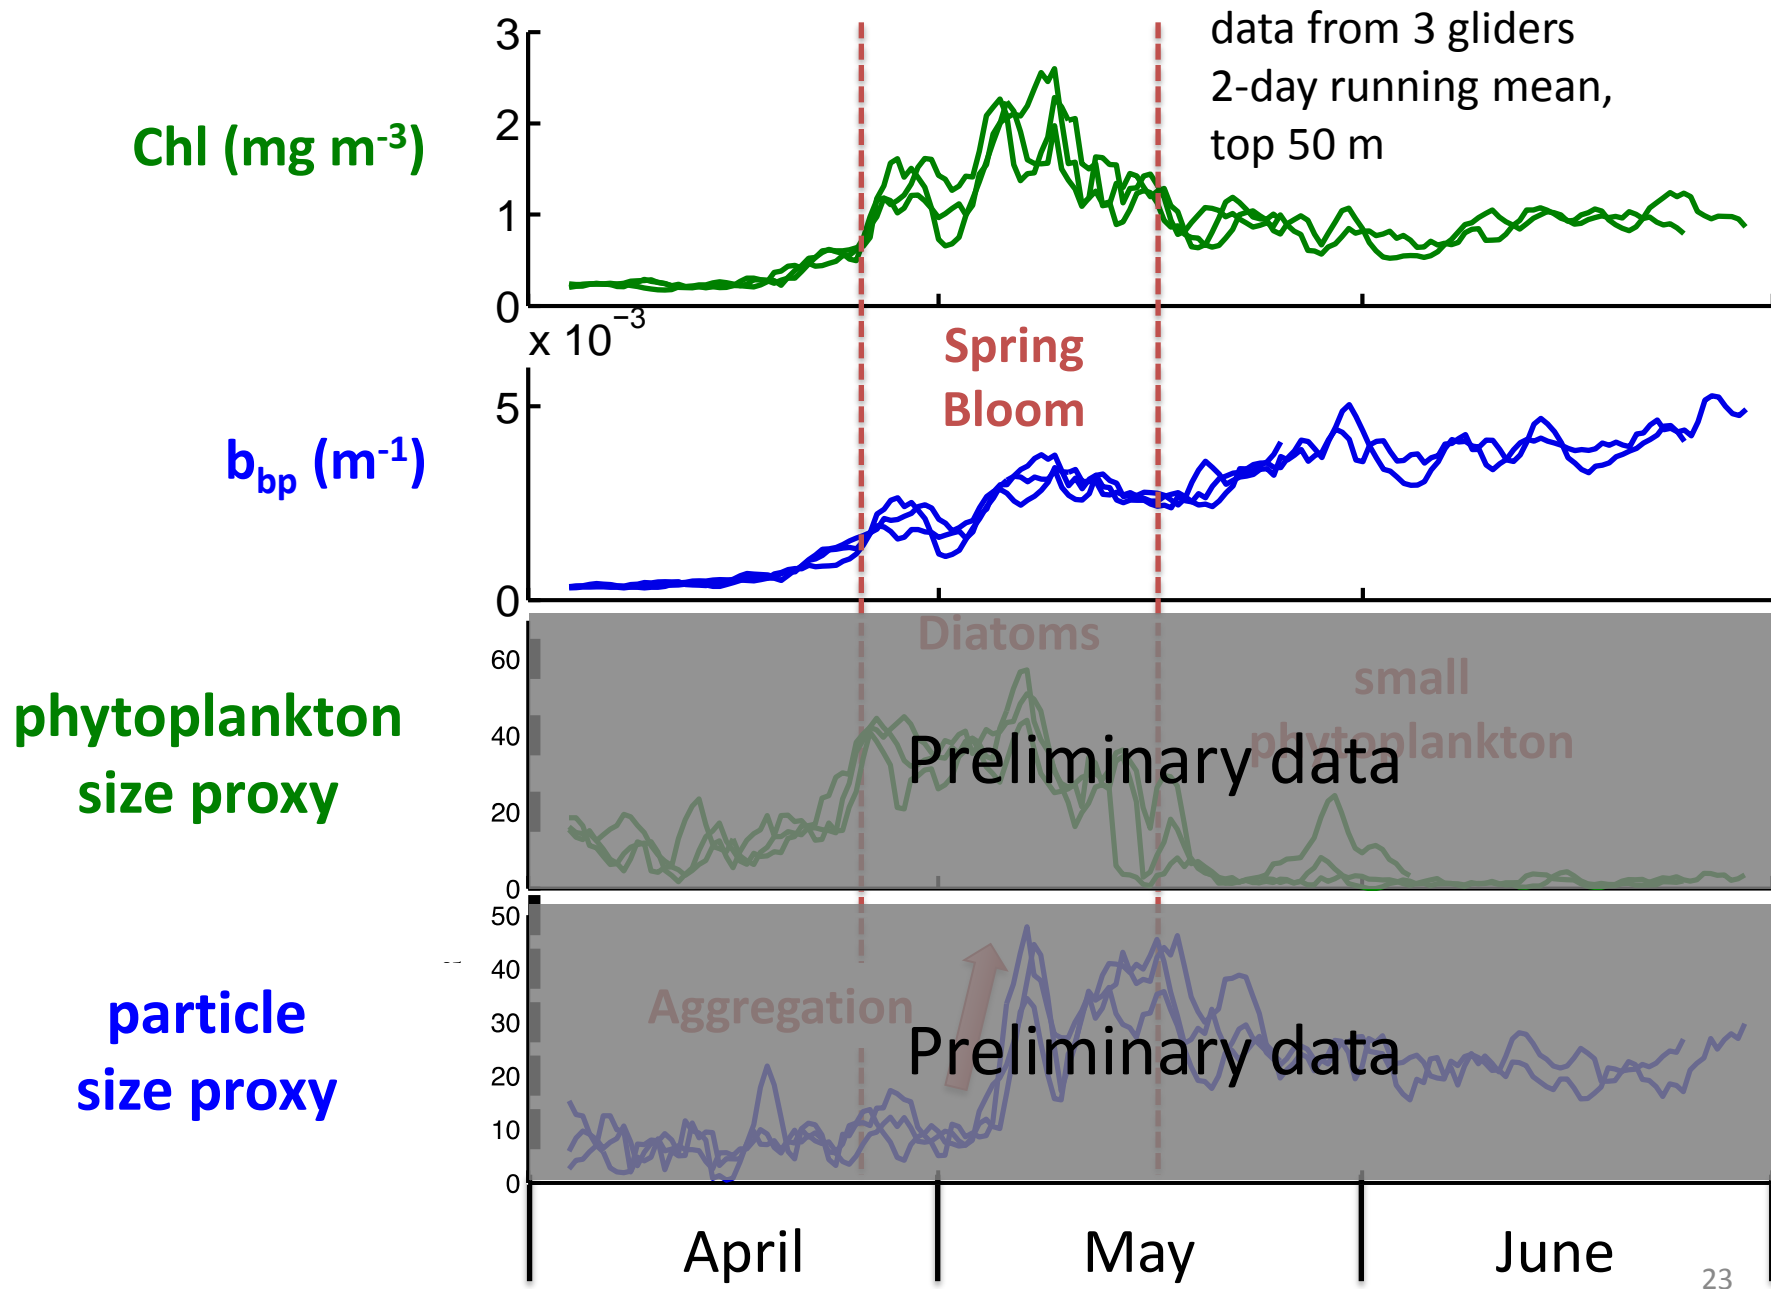 data from 3 gliders
2-day running mean,
top 50 m
Chl (mg m-3)
3
2
1
0
x 10−3
Spring
Bloom
bbp (m-1)
5
0
Diatoms
small
phytoplankton
phytoplankton
size proxy
60
40
20
0
Preliminary data
Aggregation
particle
size proxy
50
40
30
20
10
0
Preliminary data
April
May
June
23